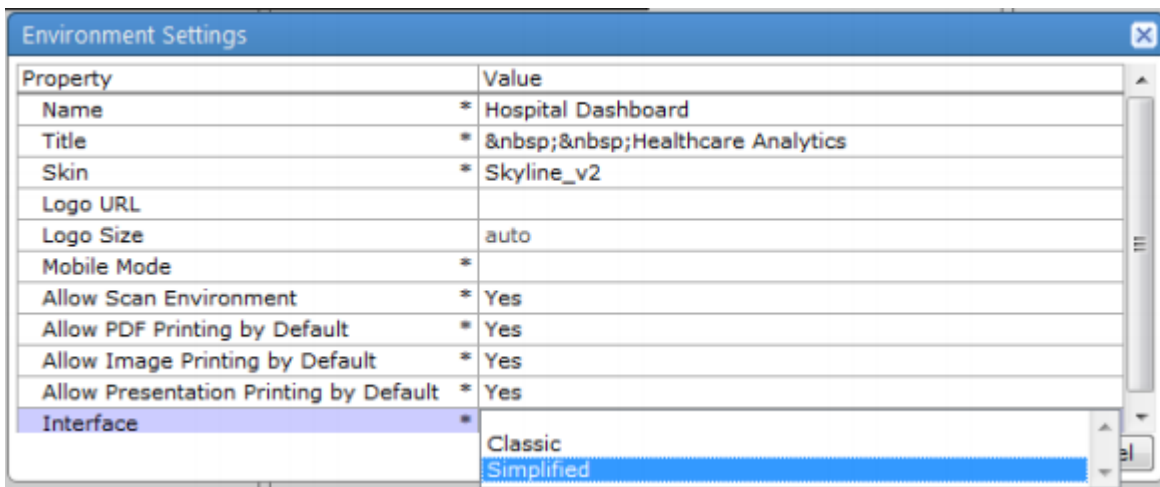 Environment Settings
Property Value
Name * Hospital Dashboard
Title * &nbsp;&nbsp;Healthcare Analytics
Skin * Skyline_v2
Logo URL
Logo Size auto
Mobile Mode *
Allow Scan Environment * Yes
Allow PDF Printing by Default * Yes
Allow Image Printing by Default * Yes
Allow Presentation Printing by Default * Yes
Interface *
Classic
Simplified